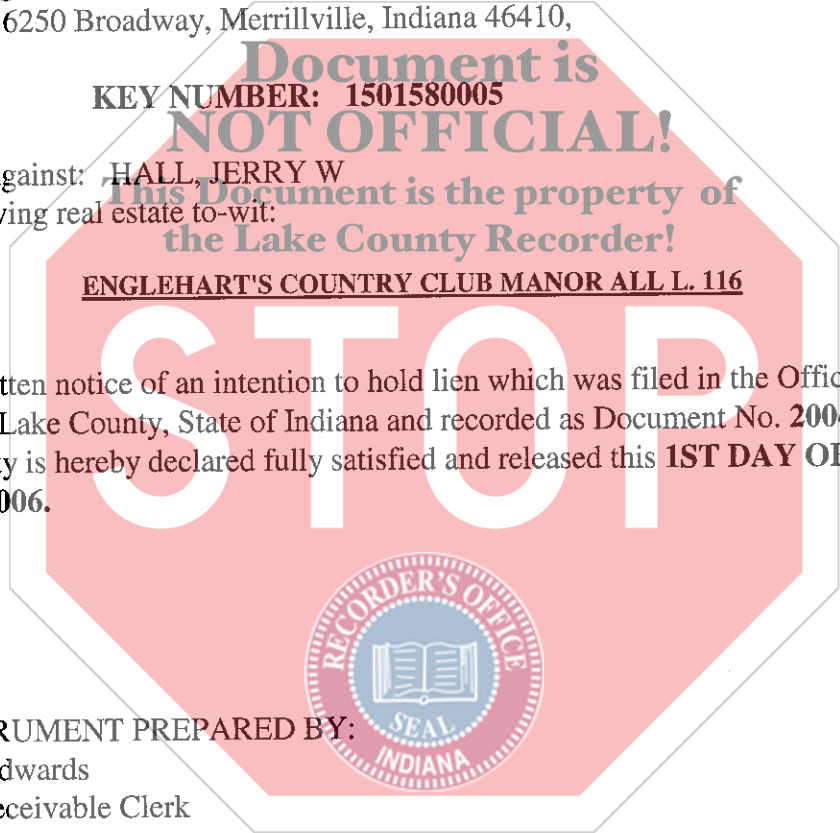 6250 Broadway, Merrillville, Indiana 46410,
Document is
KEY NUMBER: 1501580005
NOT OFFICIAL!
gainst: HALL, JERRY W
This Document is the property of
ving real estate to-wit:
the Lake County Recorder!
ENGLEHART'S COUNTRY CLUB MANOR ALL L. 116
STOP
tten notice of an intention to hold lien which was filed in the Offic
Lake County, State of Indiana and recorded as Document No. 200
y is hereby declared fully satisfied and released this 1ST DAY OF
006.
RECORDER'S OFFICE
SEAL
INDIANA
RUMENT PREPARED BY:
dwards
eceivable Clerk